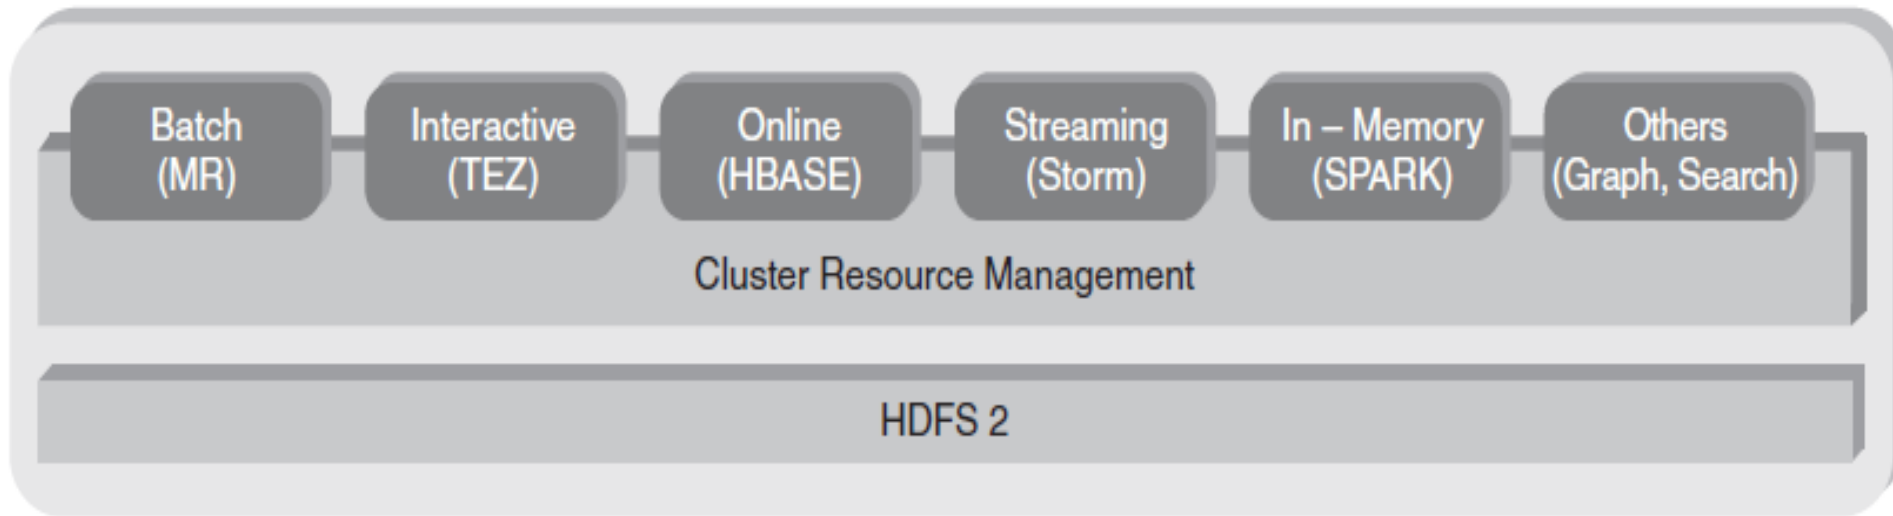 Batch
(MR)
Interactive
(TEZ)
Online
(HBASE)
Streaming
(Storm)
In – Memory
(SPARK)
Others
(Graph, Search)
Cluster Resource Management
HDFS 2